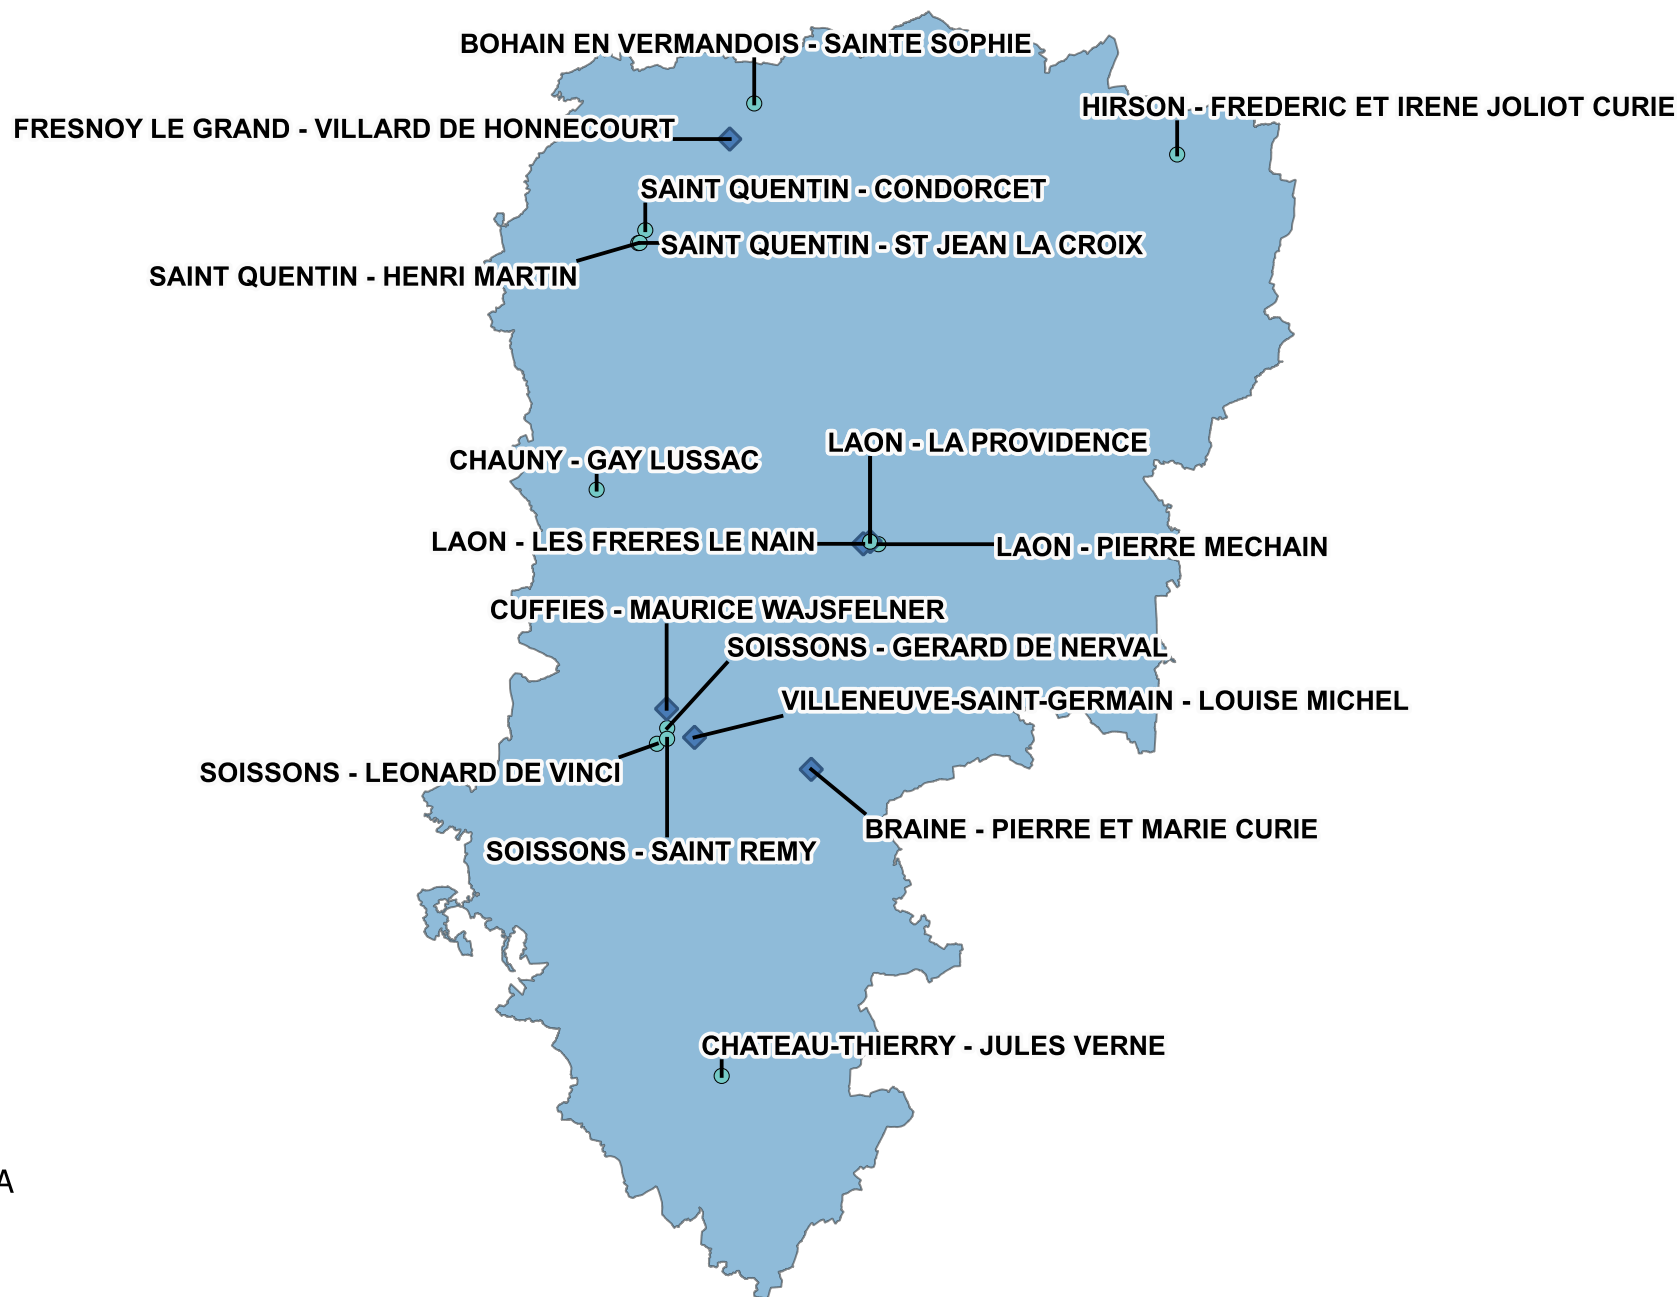 BOHAIN EN VERMANDOIS - SAINTE SOPHIE
HIRSON - FREDERIC ET IRENE JOLIOT CURIE
FRESNOY LE GRAND - VILLARD DE HONNECOURT
SAINT QUENTIN - CONDORCET
SAINT QUENTIN - ST JEAN LA CROIX
SAINT QUENTIN - HENRI MARTIN
LAON - LA PROVIDENCE
CHAUNY - GAY LUSSAC
LAON - LES FRERES LE NAIN
LAON - PIERRE MECHAIN
CUFFIES - MAURICE WAJSFELNER
SOISSONS - GERARD DE NERVAL
VILLENEUVE-SAINT-GERMAIN - LOUISE MICHEL
SOISSONS - LEONARD DE VINCI
BRAINE - PIERRE ET MARIE CURIE
SOISSONS - SAINT REMY
CHATEAU-THIERRY - JULES VERNE
A